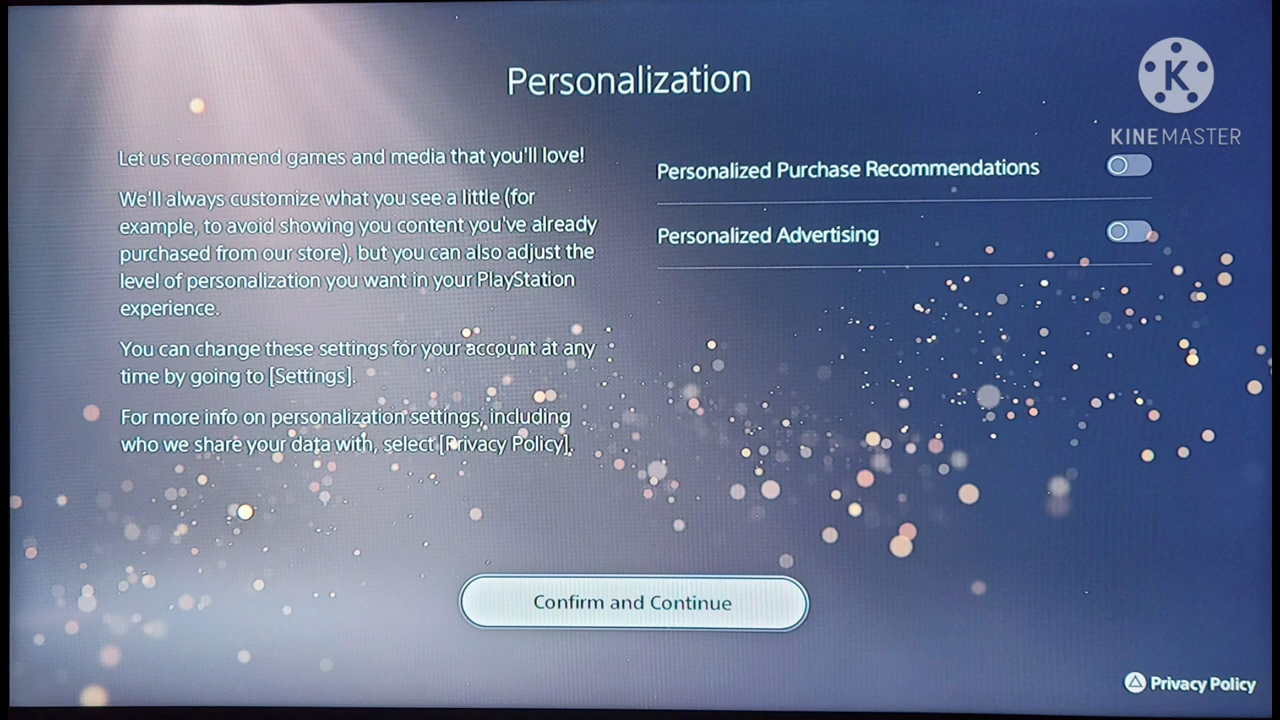 Personalization
K
KINEMASTER
Let us recommend games and media that you'll love!
We'll always customize what you see a little (for
example, to avoid showing you content you've already
purchased from our store), but you can also adjust the
level of personalization you want in your PlayStation
experience.
You can change these settings for your account at any
time by going to [Settings].
For more info on personalization settings, including
who we share your data with, select [Privacy Policy].
Personalized Purchase Recommendations
Personalized Advertising
Confirm and Continue
Privacy Policy